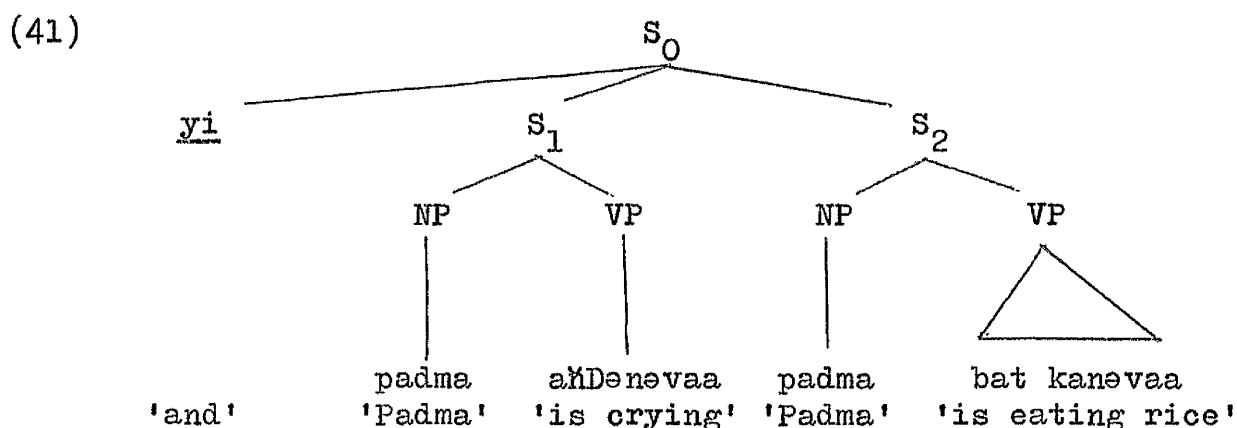 (41)
S₀
yi S₁ S₂
NP VP NP VP
padma aňDənəvaa padma bat kanəvaa
'and' 'Padma' 'is crying' 'Padma' 'is eating rice'